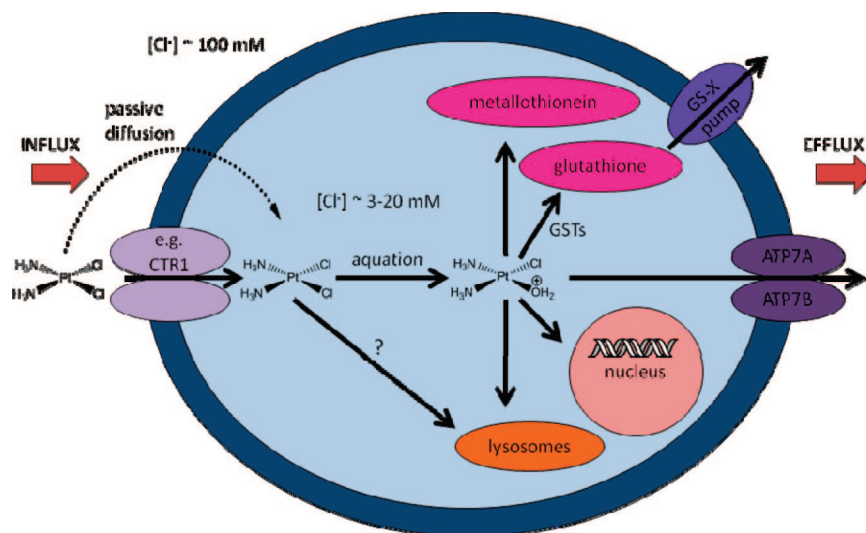 [Cl-] ~ 100 mM
passive
diffusion
INFLUX
EFFLUX
metallothionein
GS-X
pump
glutathione
[Cl-] ~ 3-20 mM
GSTs
e.g.
CTR1
aquation
ATP7A
ATP7B
H₃N Cl
Pt
H₃N Cl
H₃N Cl
Pt
H₃N Cl
H₃N Cl
Pt ⊕
H₃N OH₂
?
nucleus
lysosomes